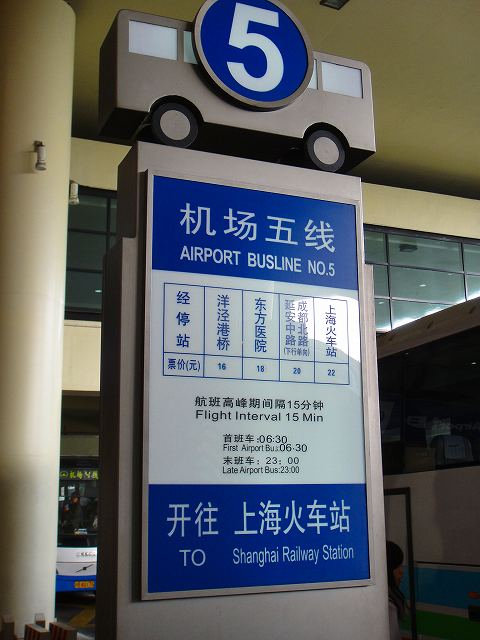 5
机场五线
AIRPORT BUSLINE NO.5
经停站 洋泾港桥 东方医院 延安中路成都北路(下行单向) 上海火车站
票价(元) 16 18 20 22
航班高峰期间隔15分钟
Flight Interval 15 Min
首班车:06:30
First Airport Bus:06-30
末班车：23：00
Late Airport Bus:23:00
开往 上海火车站
TO Shanghai Railway Station